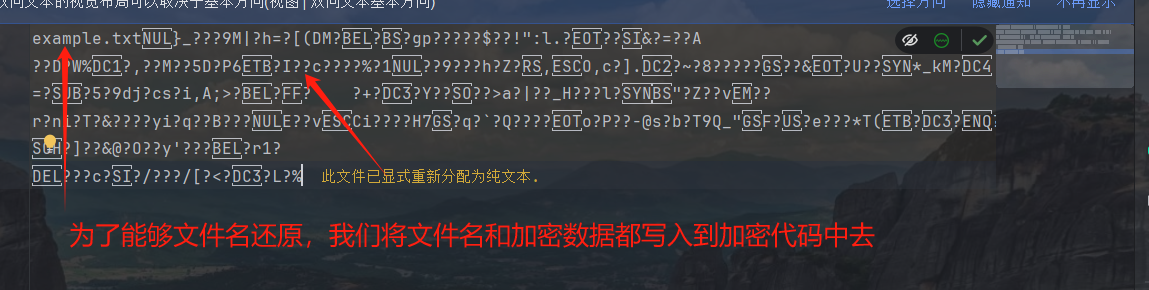 双向文本的视觉布局可以取决于基本方向(视图 | 双向文本基本方向)
选择方向 隐藏通知 不再显示
example.txtNUL}_???9M|?h=?[(DM?BEL?BS?gp?????$??!":l.?EOT??SI&?=??A
??D?W%DC1?,??M??5D?P6ETB?I??c????%?1NUL??9???h?Z?RS,ESCO,c?].DC2?~?8?????GS??&EOT?U??SYN*_kM?DC4
=?SUB?5?9dj?cs?i,A;>?BEL?FF? ?+?DC3?Y??SO??>a?|??_H???l?SYNBS"?Z??vEM??
r?ni?T?&????yi?q??B???NULE??vESCCi????H7GS?q?`?Q????EOTo?P??-@s?b?T9Q_"GSF?US?e???*T(ETB?DC3?ENQ
SOH?]??&@?O??y'???BEL?r1?
DEL???c?SI?/???/[?<?DC3?L?% 此文件已显式重新分配为纯文本.
为了能够文件名还原，我们将文件名和加密数据都写入到加密代码中去